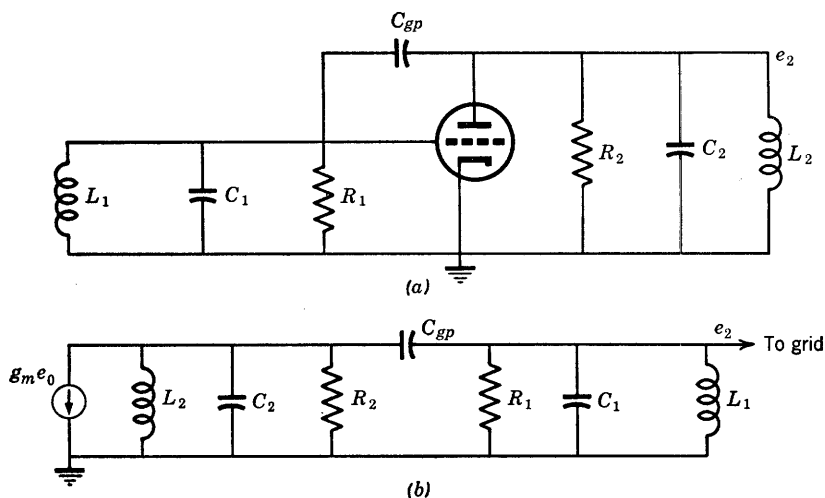 C_gp
e_2
L_1
C_1
R_1
R_2
C_2
L_2
(a)
C_gp
e_2
To grid
g_m e_0
L_2
C_2
R_2
R_1
C_1
L_1
(b)